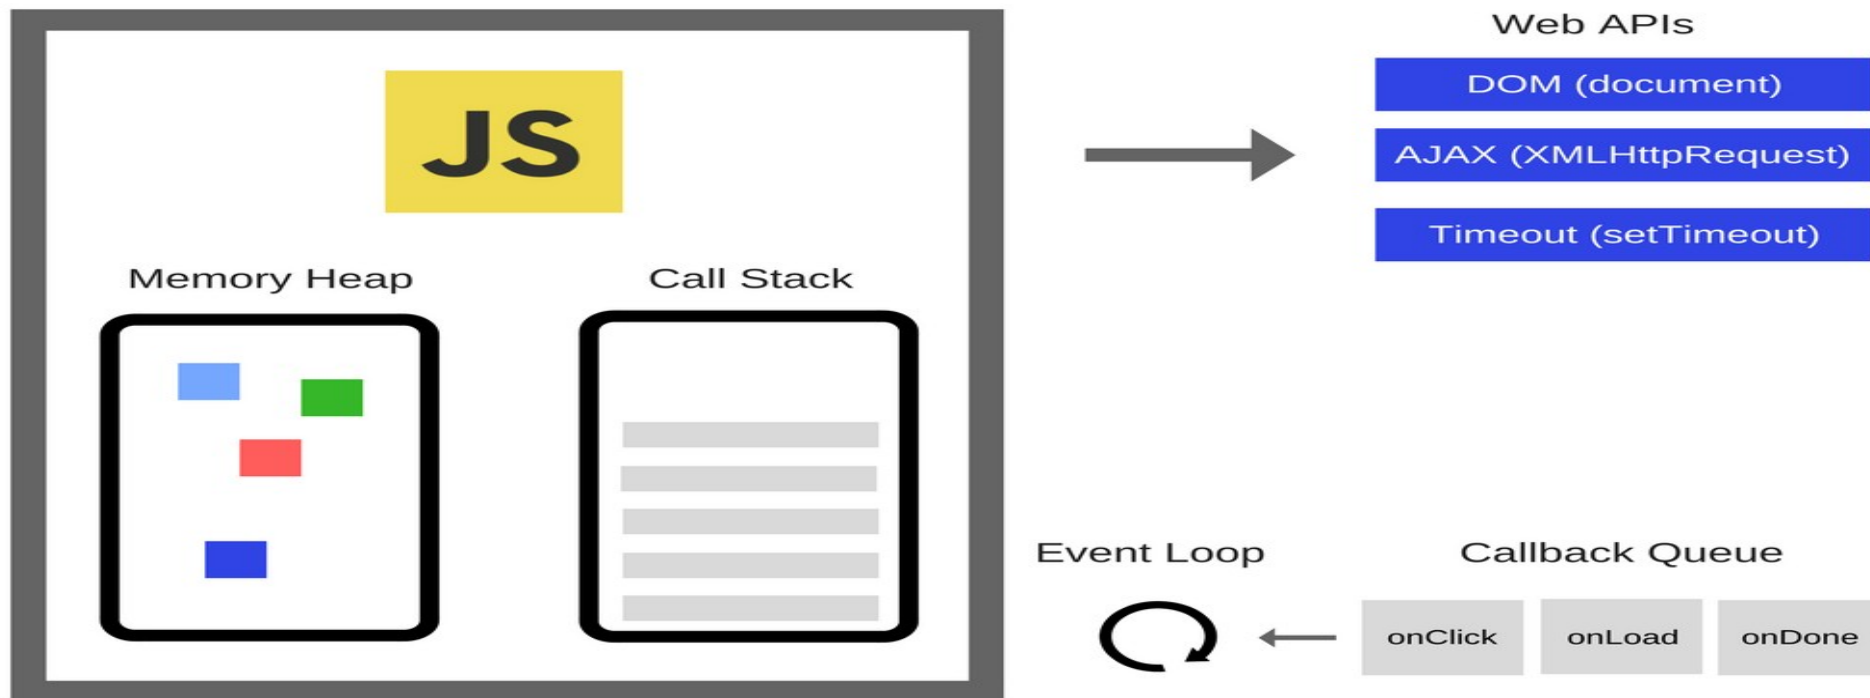 Web APIs
DOM (document)
JS
AJAX (XMLHttpRequest)
Timeout (setTimeout)
Memory Heap
Call Stack
Event Loop
Callback Queue
onClick
onLoad
onDone